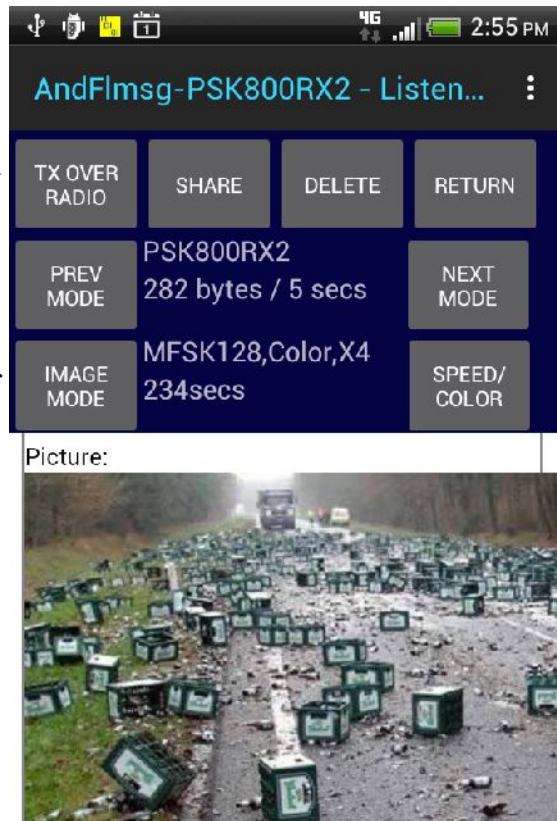 4G 2:55 PM
AndFlmsg-PSK800RX2 - Listen...
TX OVER
RADIO
SHARE
DELETE
RETURN
PREV
MODE
PSK800RX2
282 bytes / 5 secs
NEXT
MODE
IMAGE
MODE
MFSK128,Color,X4
234secs
SPEED/
COLOR
Picture: